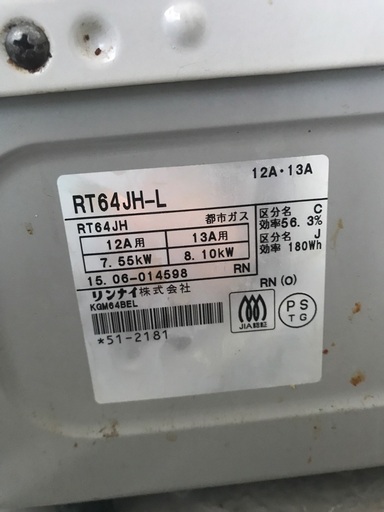 12A・13A
RT64JH-L
RT64JH 都市ガス
12A用 13A用
7.55kW 8.10kW
15.06-014598 RN
リンナイ株式会社
KGM64BEL
*51-2181
区分名 C
効率56.3%
区分名 J
効率 180Wh
RN (O)
JIA認証
PS
TG